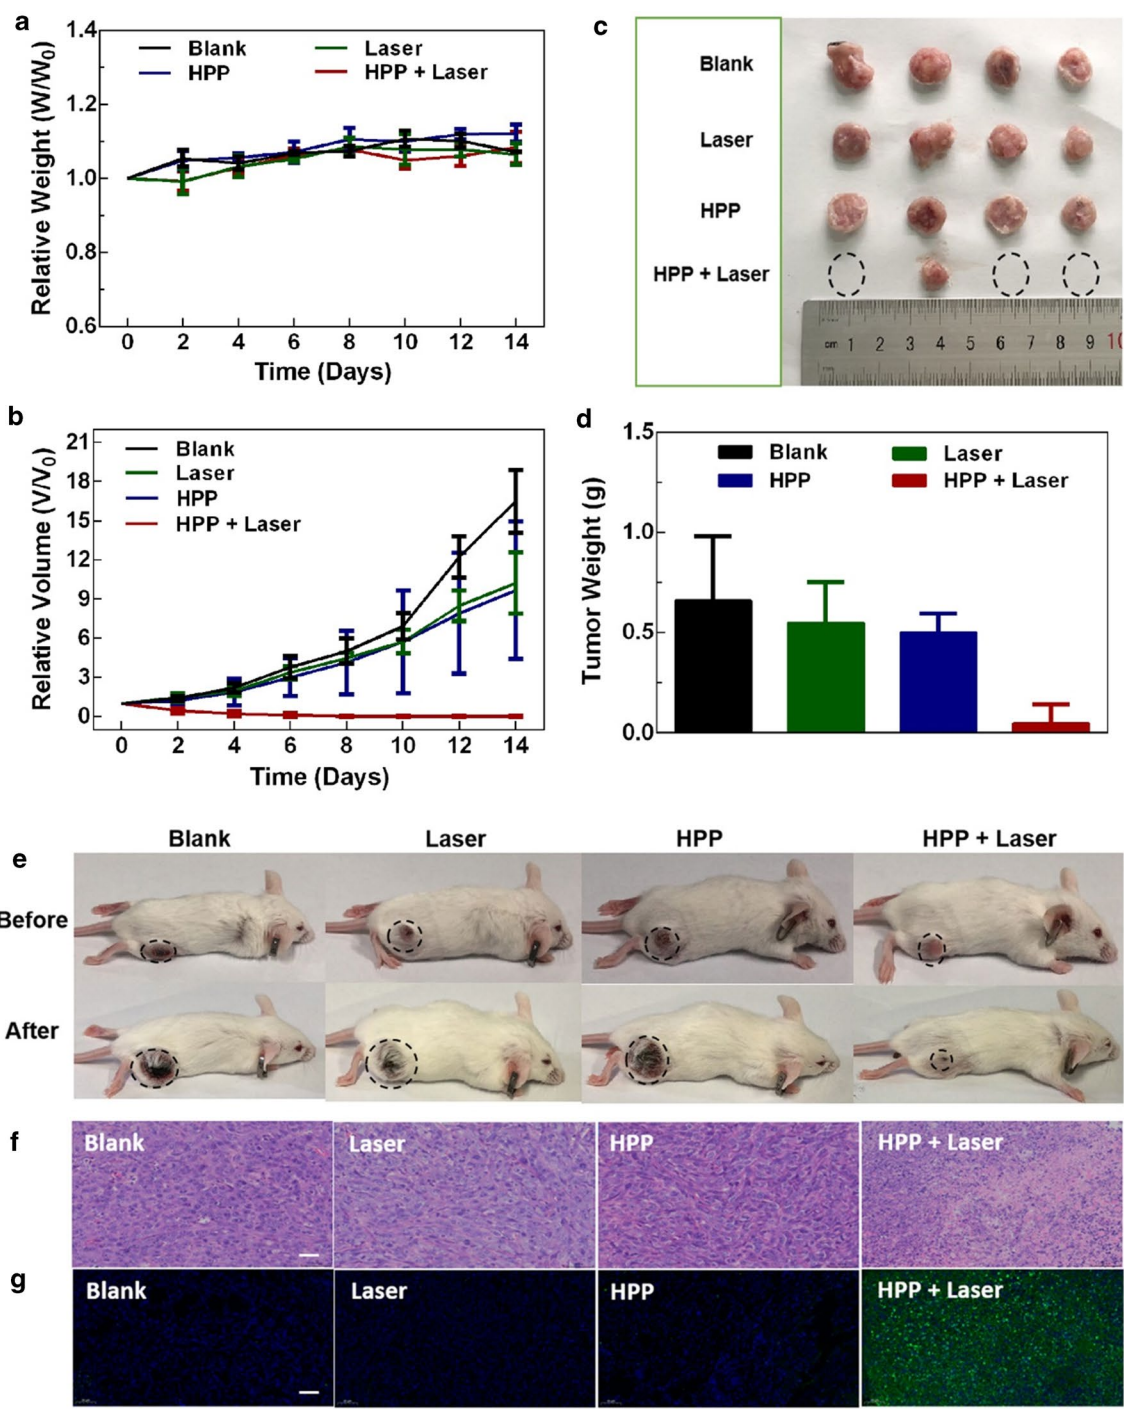 a
1.4
1.2
1.0
0.8
0.6
Relative Weight (W/W0)
Blank
HPP
Laser
HPP + Laser
0 2 4 6 8 10 12 14
Time (Days)
c
Blank
Laser
HPP
HPP + Laser
cm 1 2 3 4 5 6 7 8 9 10
b
21
18
15
12
9
6
3
0
Relative Volume (V/V0)
Blank
Laser
HPP
HPP + Laser
0 2 4 6 8 10 12 14
Time (Days)
d
1.5
1.0
0.5
0.0
Tumor Weight (g)
Blank
HPP
Laser
HPP + Laser
e
Blank Laser HPP HPP + Laser
Before
After
f
Blank Laser HPP HPP + Laser
g
Blank Laser HPP HPP + Laser